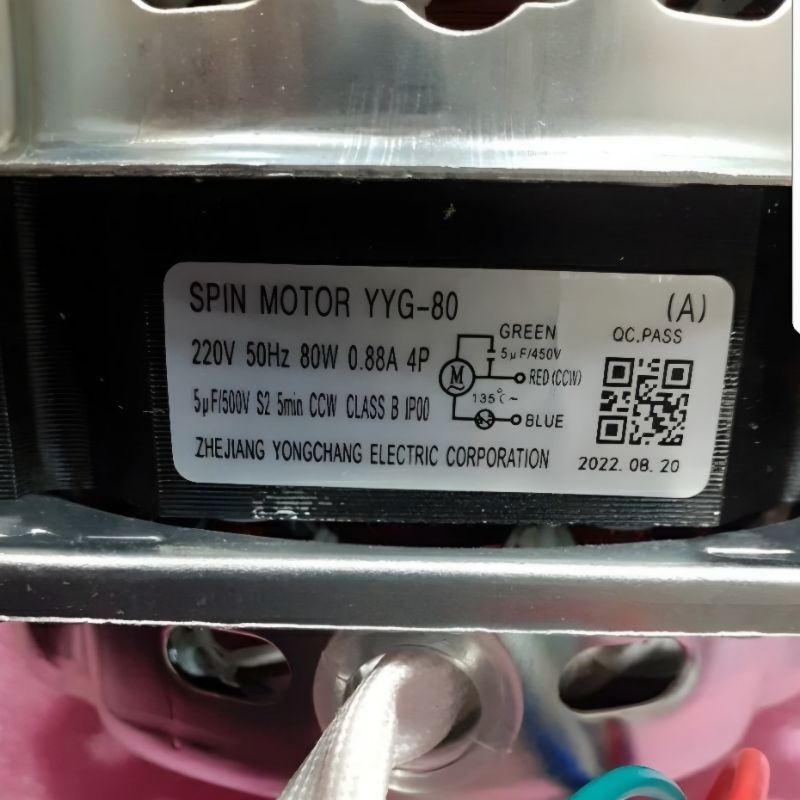 SPIN MOTOR YYG-80 (A)
220V 50Hz 80W 0.88A 4P
5μF/500V S2 5min CCW CLASS B IP00
ZHEJIANG YONGCHANG ELECTRIC CORPORATION
GREEN
5μF/450V
M
RED (CCW)
135℃~
BLUE
QC.PASS
2022.08.20